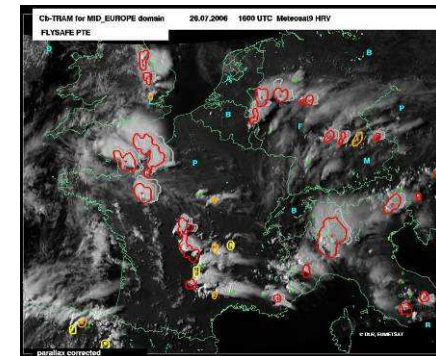 Cb-TRAM for MID_EUROPE domain 26.07.2006 1600 UTC Meteosat9 HRV
FLYSAFE PTE
D
B
A
B
P
F
P
M
B
R
© DLR, EUMETSAT
parallax corrected